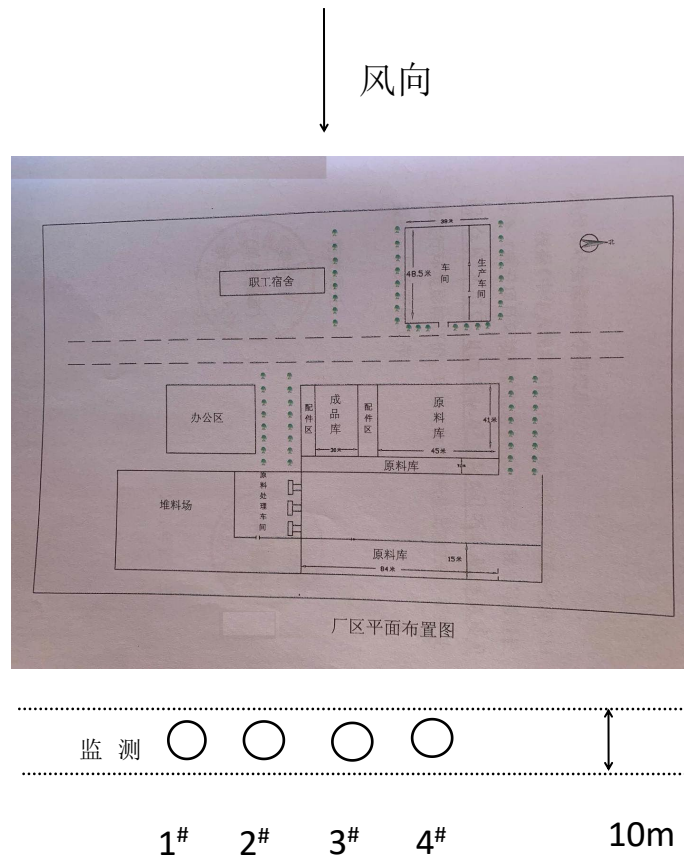 风向
39米
北
48.5米
车间
生产车间
职工宿舍
办公区
配件区
成品库
配件区
原料库
41米
36米
45米
原料库
堆料场
原料处理车间
原料库
15米
84米
厂区平面布置图
监 测
1# 2# 3# 4# 10m